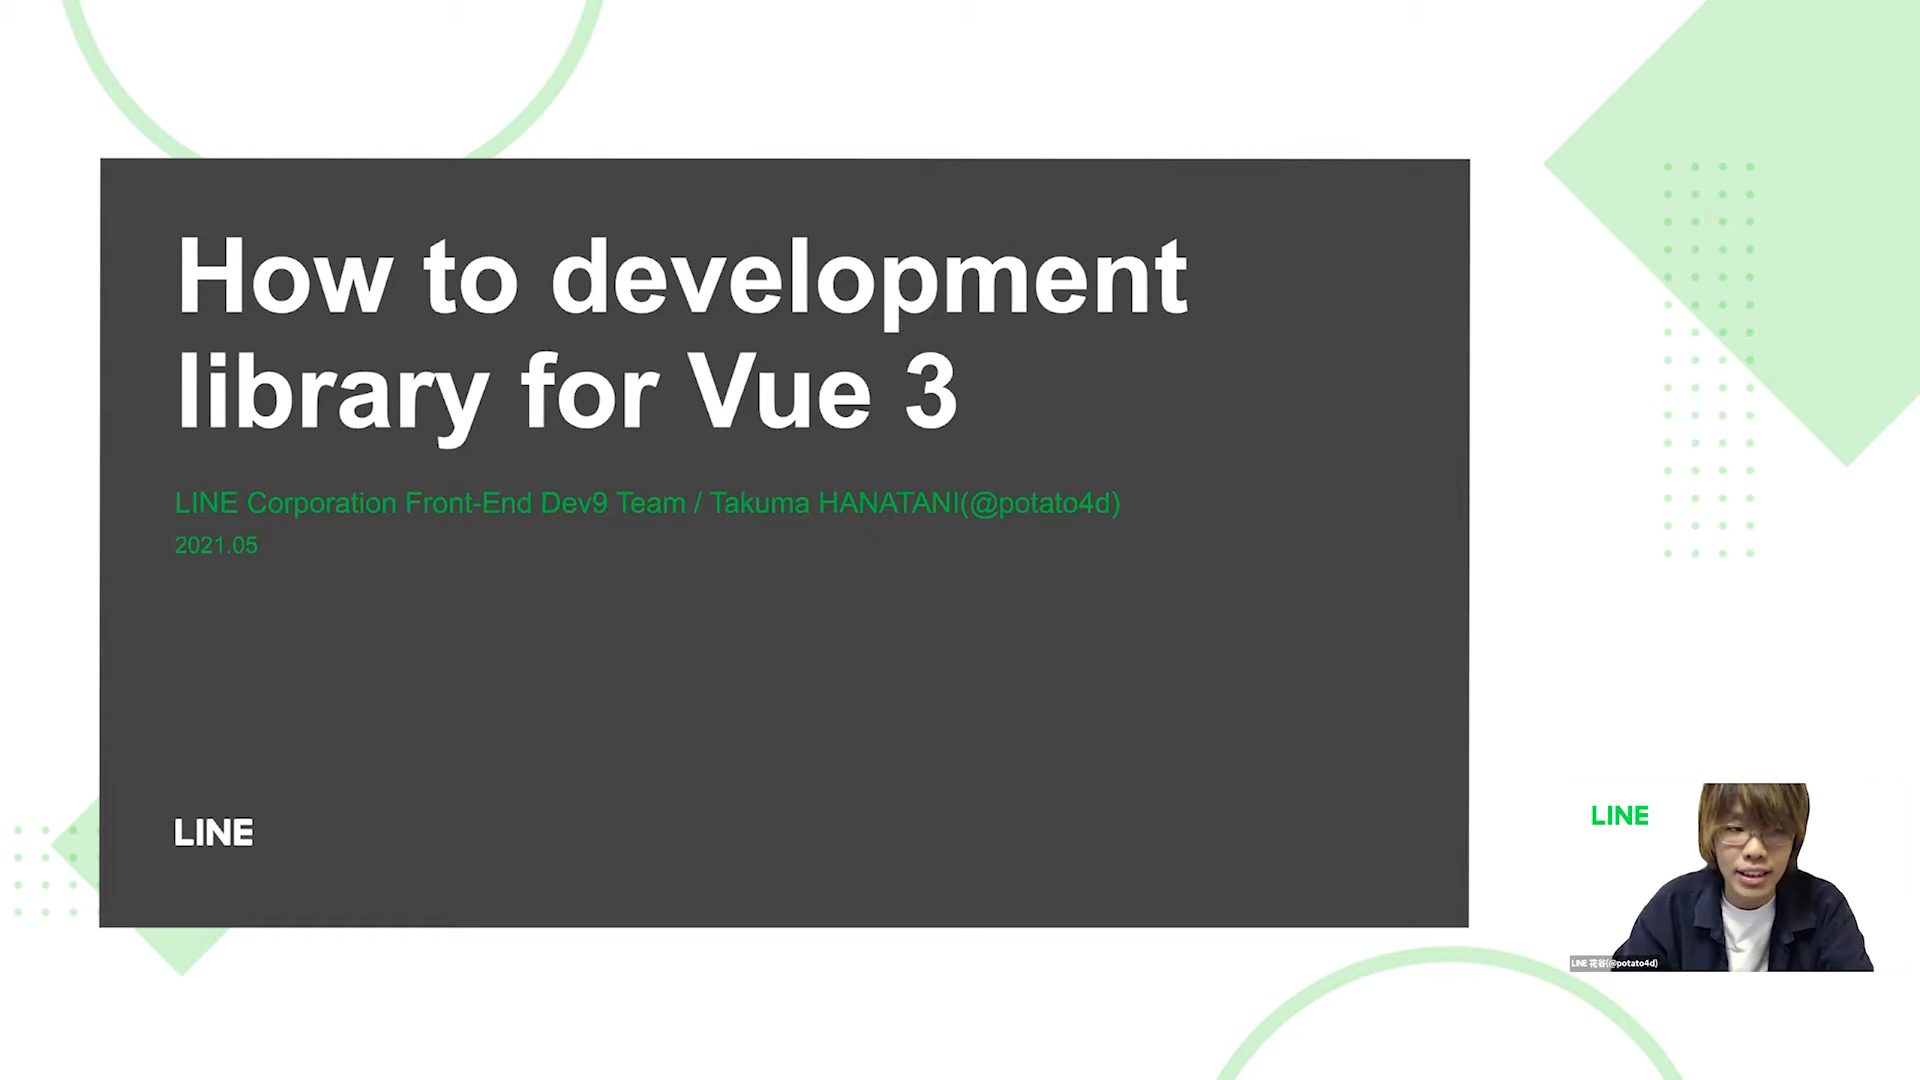 How to development
library for Vue 3
LINE Corporation Front-End Dev9 Team / Takuma HANATANI(@potato4d)
2021.05
LINE
LINE
LINE 花谷(@potato4d)